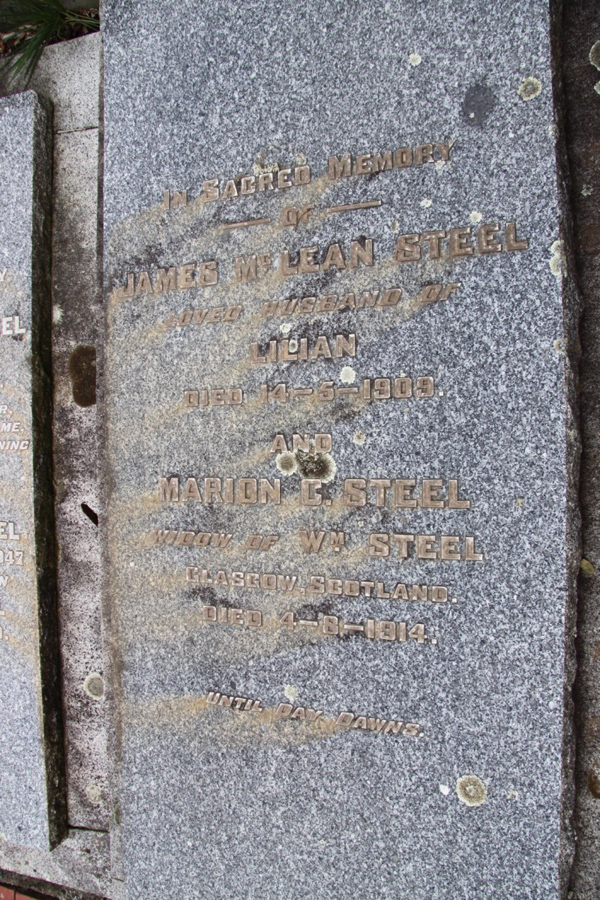 IN SACRED MEMORY
OF
JAMES McLEAN STEEL
LOVED HUSBAND OF
LILIAN
DIED 14-5-1909.
AND
MARION C. STEEL
WIDOW OF WM STEEL
GLASGOW, SCOTLAND.
DIED 4-8-1914.
UNTIL DAY DAWNS.